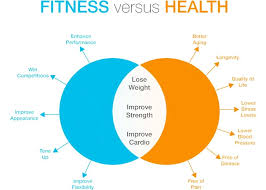 FITNESS versus HEALTH
Enhance
Performance
Win
Competitions
Improve
Appearance
Tone
Up
Improve
Flexibility
Lose
Weight
Improve
Strength
Improve
Cardio
Better
Aging
Longevity
Quality of
Life
Lower
Stress
Levels
Lower
Blood
Pressure
Free of
Disease
Free of
Pain